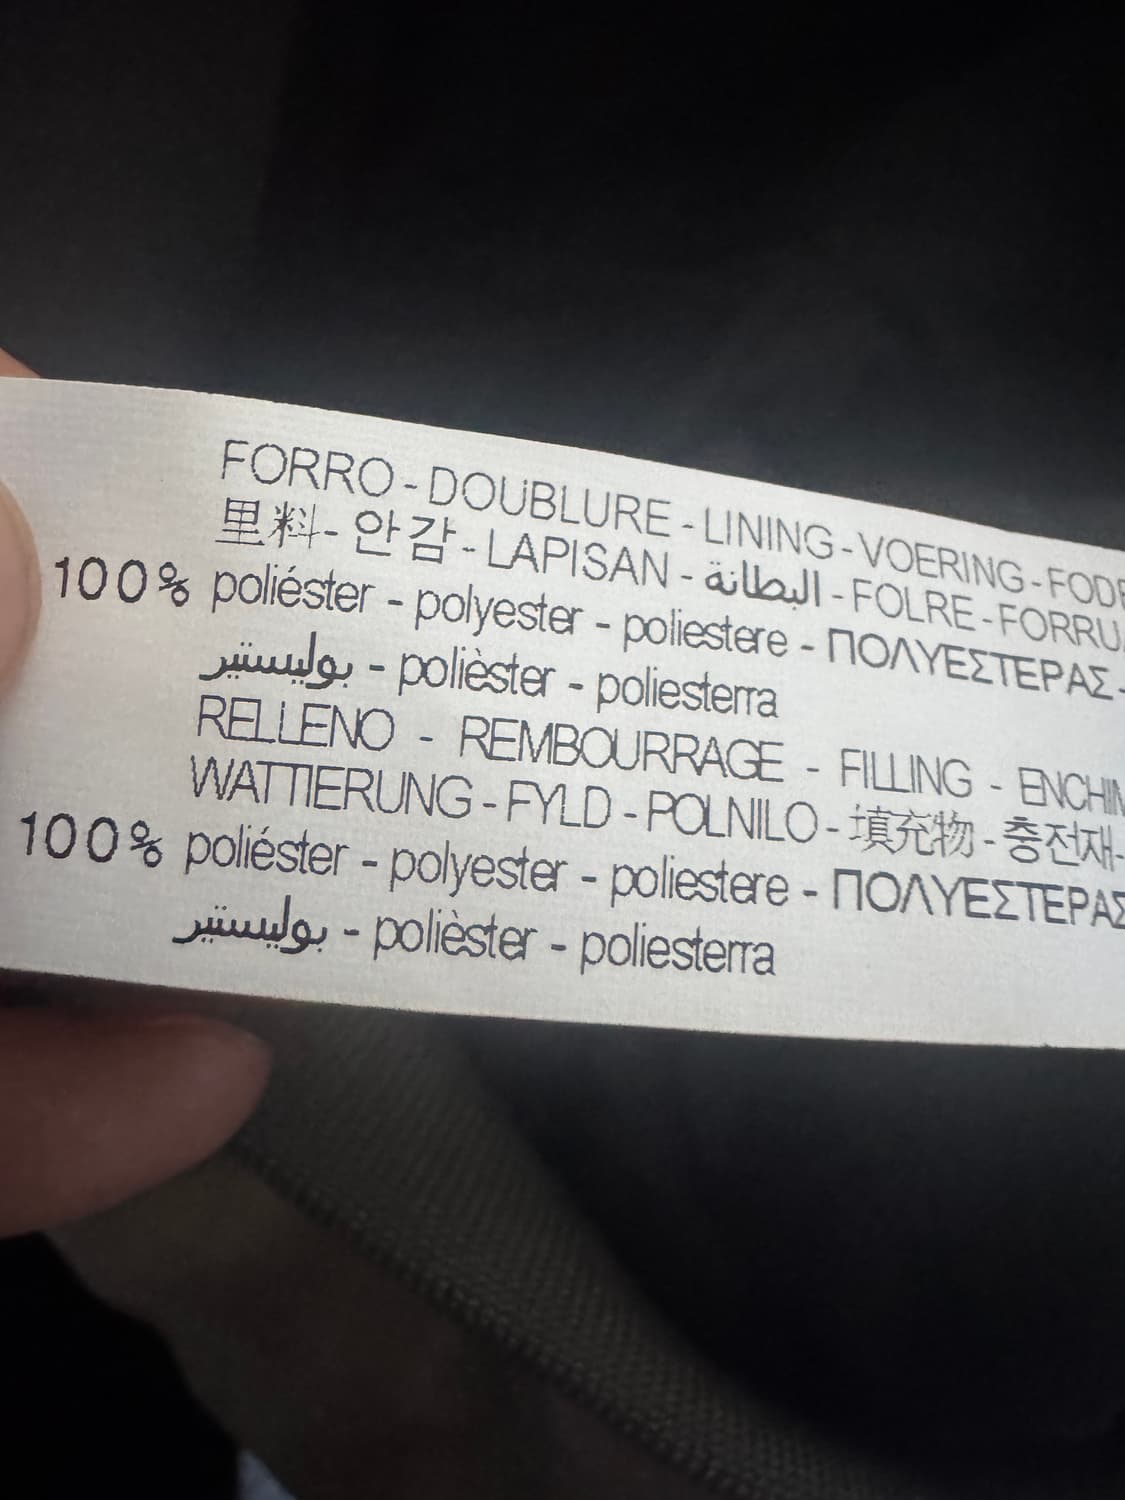 FORRO - DOUBLURE - LINING - VOERING - FODE
里料 - 안감 - LAPISAN - البطانة - FOLRE - FORRU
100% poliéster - polyester - poliestere - ΠΟΛΥΕΣΤΕΡΑΣ -
بوليستير - polièster - poliesterra
RELLENO - REMBOURRAGE - FILLING - ENCHIM
WATTIERUNG - FYLD - POLNILO - 填充物 - 충전재 -
100% poliéster - polyester - poliestere - ΠΟΛΥΕΣΤΕΡΑΣ
بوليستير - polièster - poliesterra